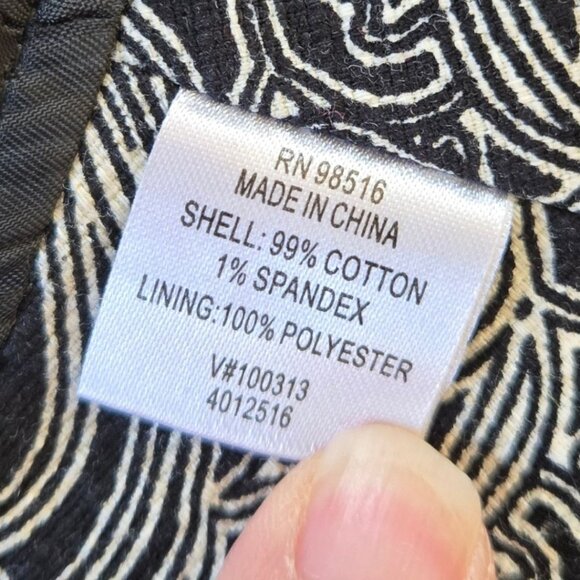 RN 98516
MADE IN CHINA
SHELL: 99% COTTON
1% SPANDEX
LINING:100% POLYESTER
V#100313
4012516